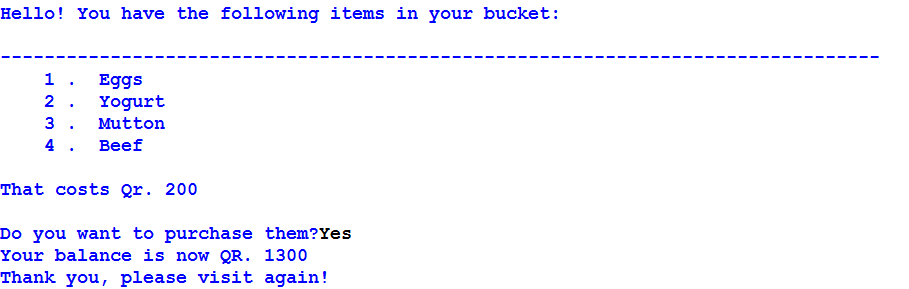 Hello! You have the following items in your bucket:
--------------------------------------------------------------------------------
1 .  Eggs
2 .  Yogurt
3 .  Mutton
4 .  Beef
That costs Qr. 200
Do you want to purchase them?Yes
Your balance is now QR. 1300
Thank you, please visit again!